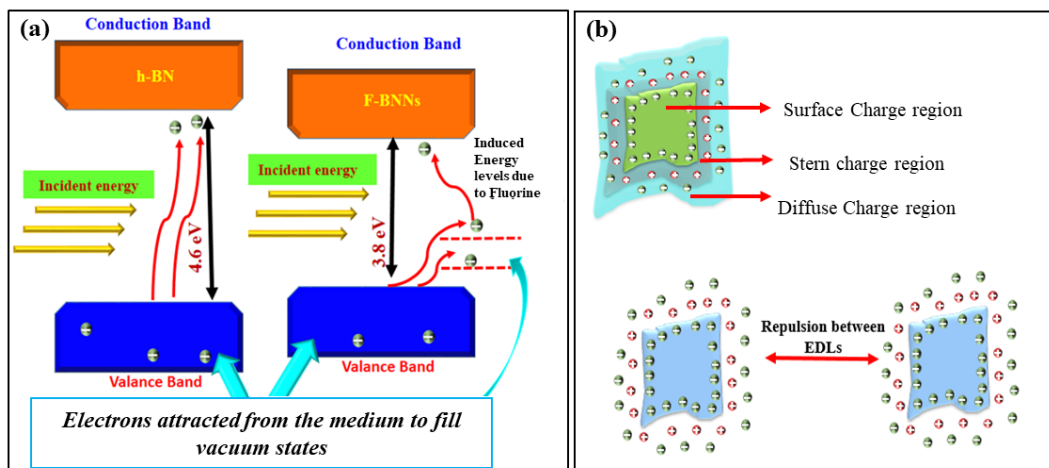 (a)
Conduction Band
h-BN
Incident energy
4.6 eV
Valance Band
Conduction Band
F-BNNs
Incident energy
3.8 eV
Induced
Energy
levels due
to Fluorine
Valance Band
Electrons attracted from the medium to fill
vacuum states
(b)
Surface Charge region
Stern charge region
Diffuse Charge region
Repulsion between
EDLs